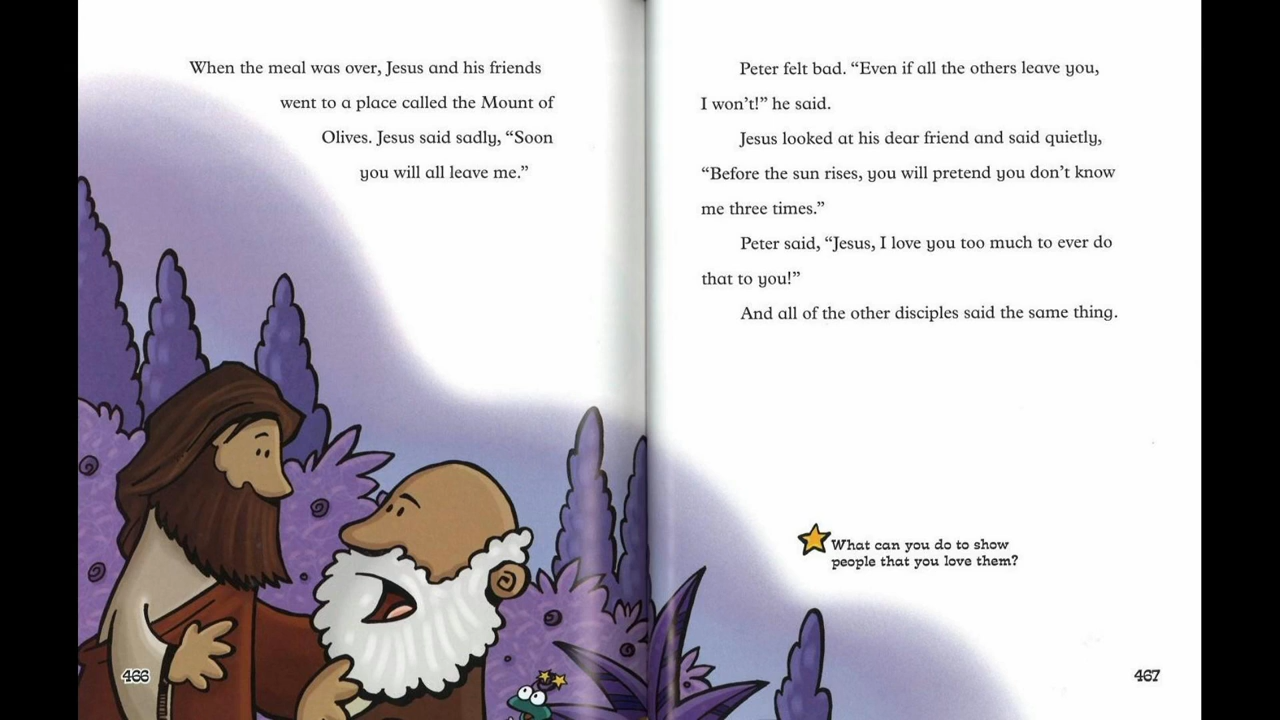 When the meal was over, Jesus and his friends
went to a place called the Mount of
Olives. Jesus said sadly, “Soon
you will all leave me.”
466
Peter felt bad. “Even if all the others leave you,
I won’t!” he said.
Jesus looked at his dear friend and said quietly,
“Before the sun rises, you will pretend you don’t know
me three times.”
Peter said, “Jesus, I love you too much to ever do
that to you!”
And all of the other disciples said the same thing.
What can you do to show
people that you love them?
467